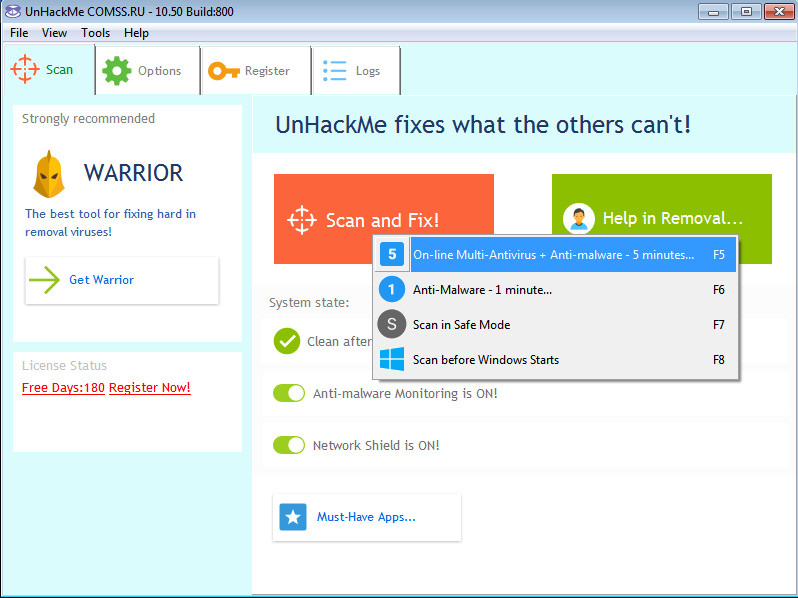 UnHackMe COMSS.RU - 10.50 Build:800
File View Tools Help
Scan
Options
Register
Logs
Strongly recommended
WARRIOR
The best tool for fixing hard in
removal viruses!
Get Warrior
License Status
Free Days:180 Register Now!
UnHackMe fixes what the others can't!
Scan and Fix!
Help in Removal...
5 On-line Multi-Antivirus + Anti-malware - 5 minutes... F5
1 Anti-Malware - 1 minute... F6
S Scan in Safe Mode F7
Scan before Windows Starts F8
System state:
Clean after
Anti-malware Monitoring is ON!
Network Shield is ON!
Must-Have Apps...